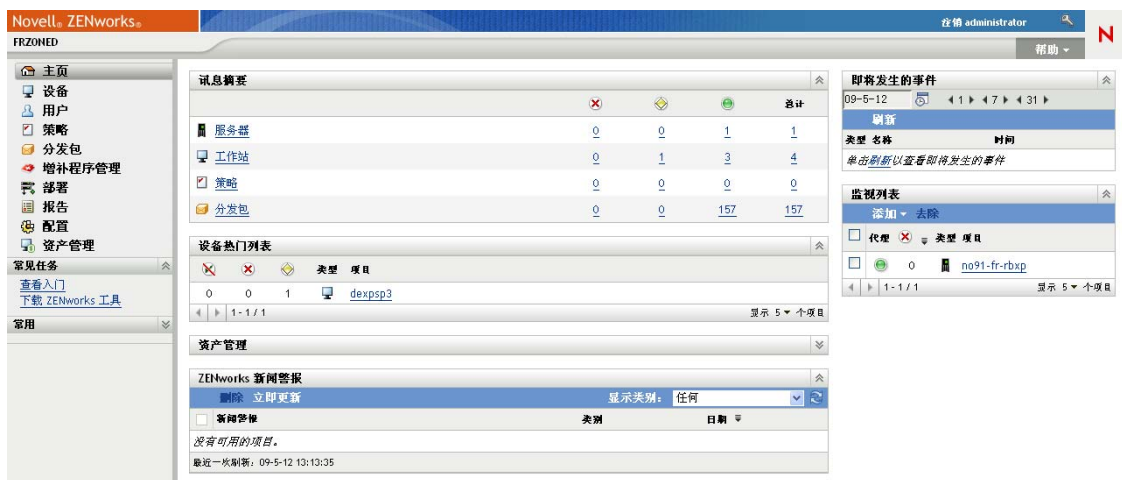 Novell® ZENworks®
注销 administrator
N
FRZONED
帮助
主页
设备
用户
策略
分发包
增补程序管理
部署
报告
配置
资产管理
常见任务
查看入门
下载 ZENworks 工具
常用
讯息摘要
总计
服务器 0 0 1 1
工作站 0 1 3 4
策略 0 0 0 0
分发包 0 0 157 157
设备热门列表
类型 项目
0 0 1 dexpsp3
1 - 1 / 1 显示 5 个项目
资产管理
ZENworks 新闻警报
删除 立即更新 显示类别: 任何
新闻警报 类别 日期
没有可用的项目。
最近一次刷新: 09-5-12 13:13:35
即将发生的事件
09-5-12 1 7 31
刷新
类型 名称 时间
单击刷新以查看即将发生的事件
监视列表
添加 去除
代理 类型 项目
0 no91-fr-rbxp
1 - 1 / 1 显示 5 个项目